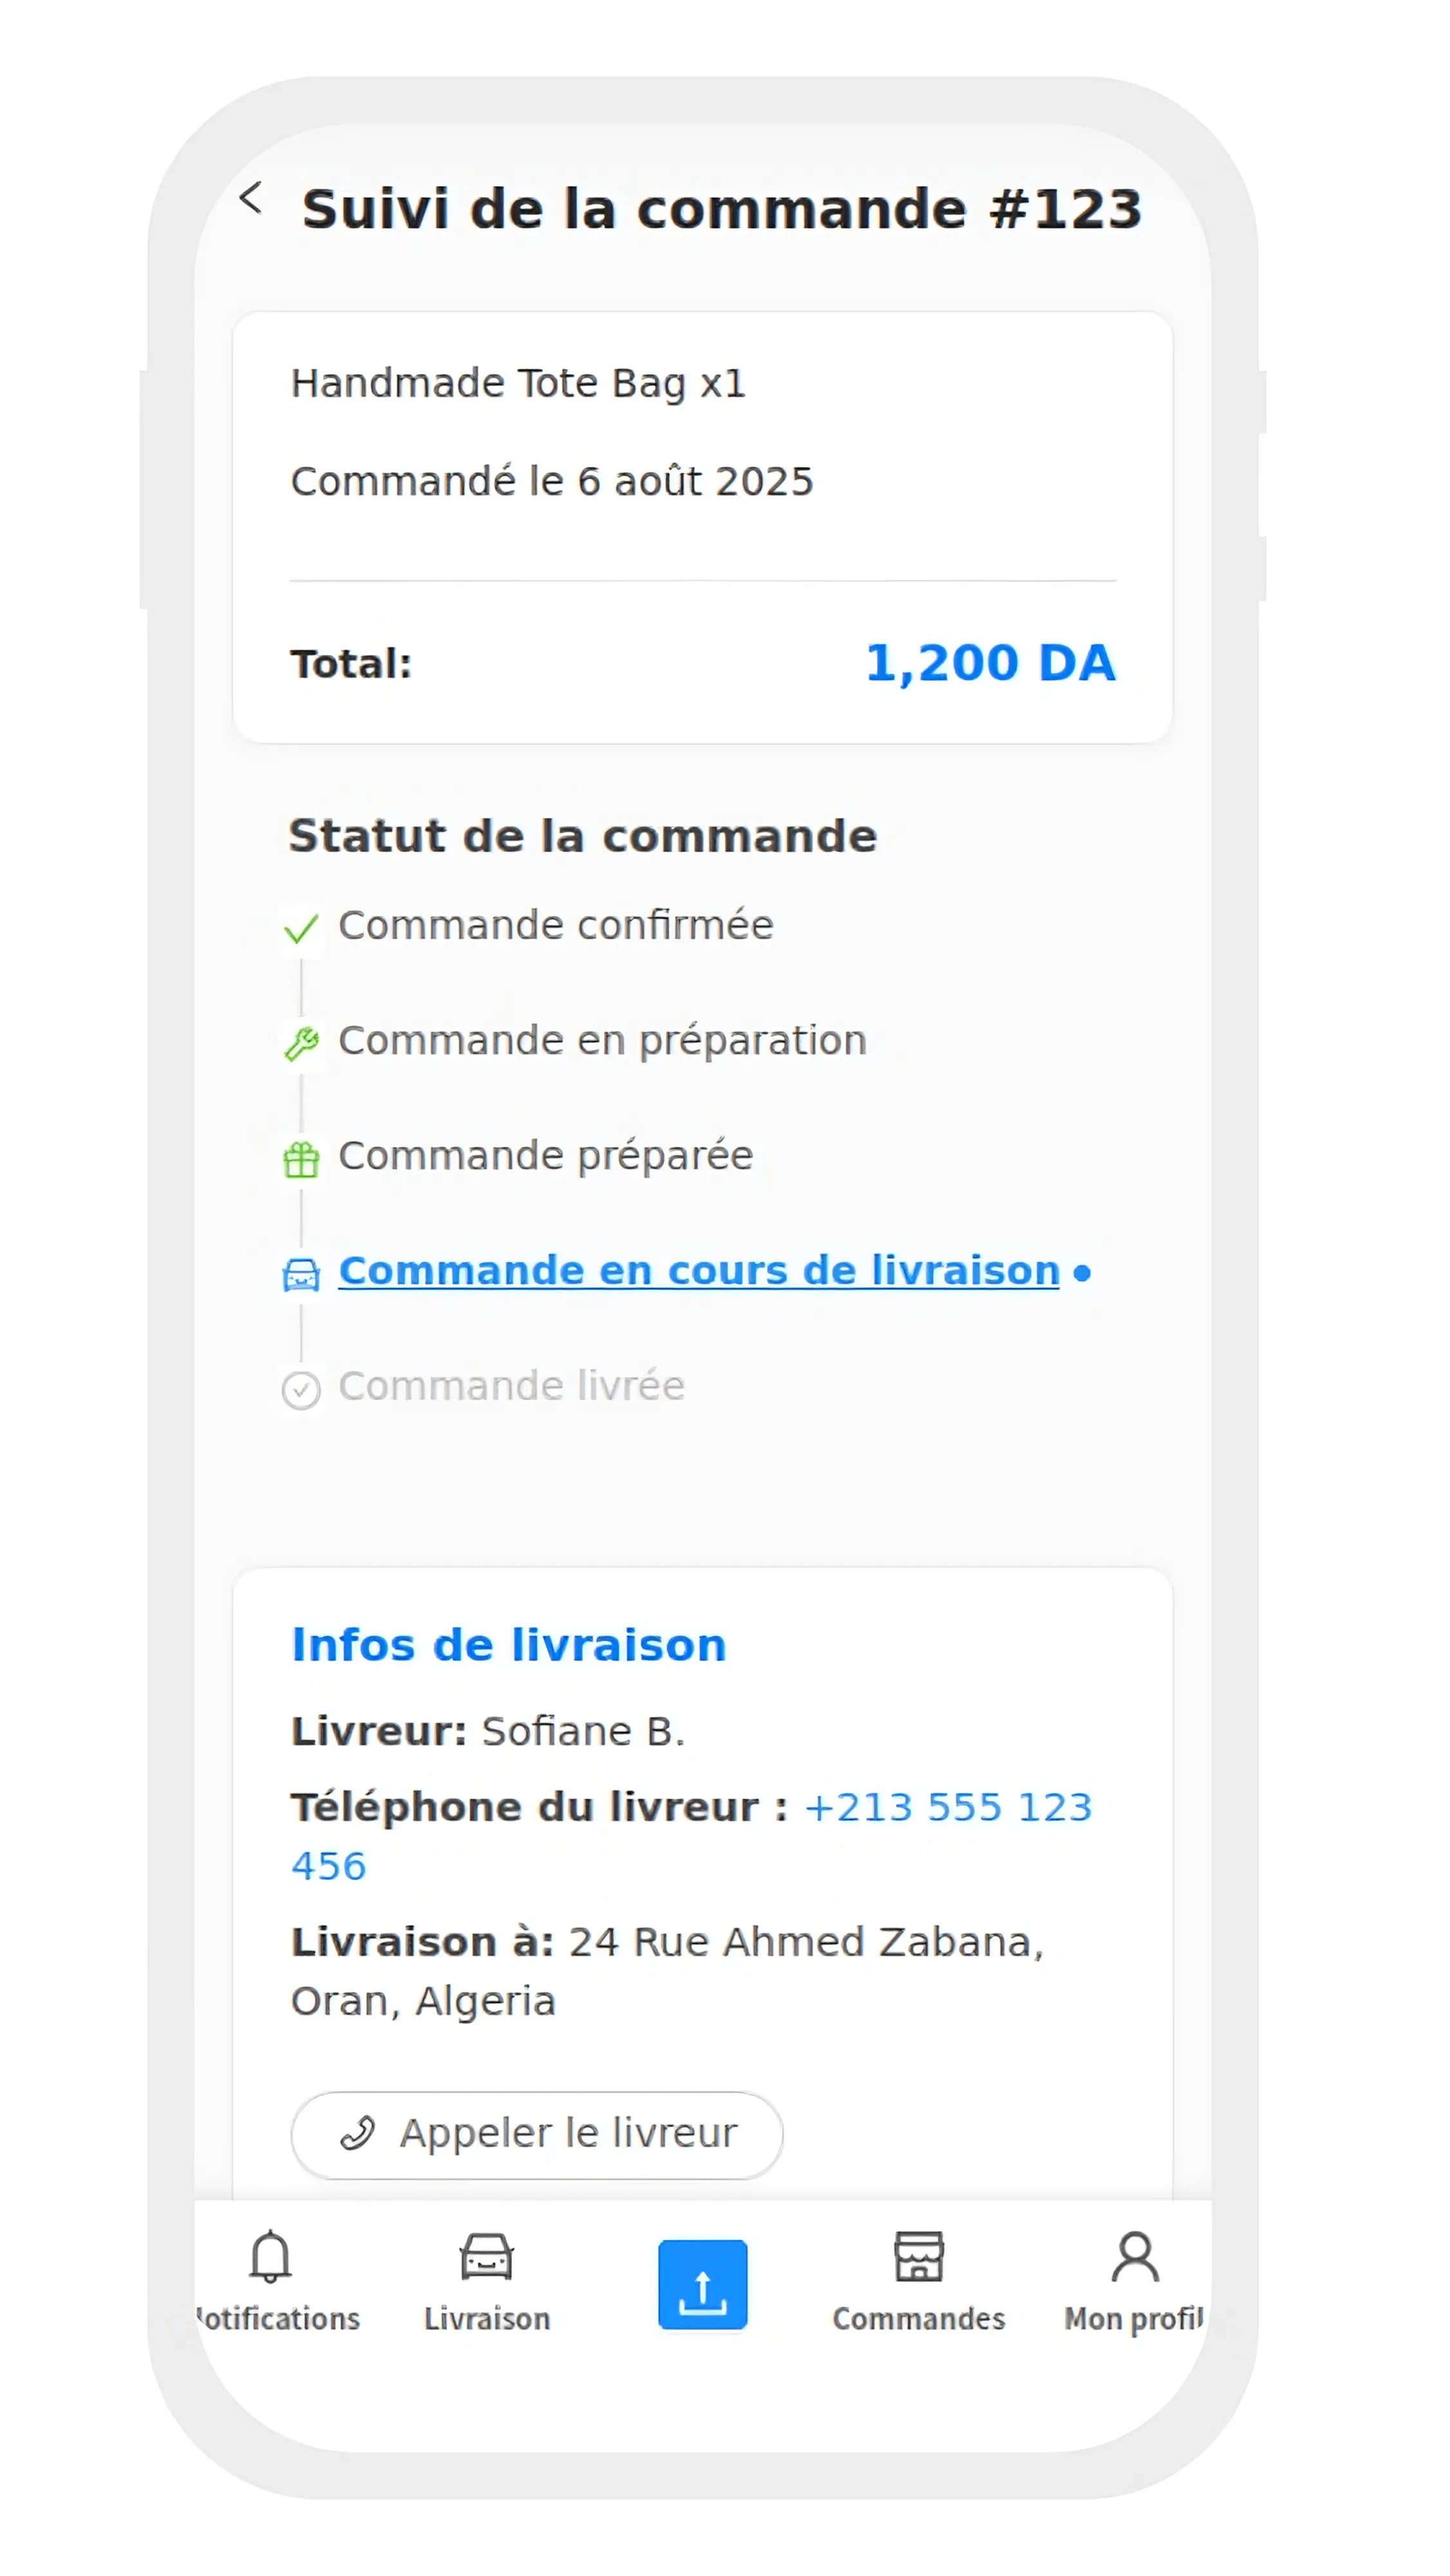 Suivi de la commande #123
Handmade Tote Bag x1
Commandé le 6 août 2025
Total: 1,200 DA
Statut de la commande
Commande confirmée
Commande en préparation
Commande préparée
Commande en cours de livraison
Commande livrée
Infos de livraison
Livreur: Sofiane B.
Téléphone du livreur : +213 555 123
456
Livraison à: 24 Rue Ahmed Zabana,
Oran, Algeria
Appeler le livreur
otifications Livraison Commandes Mon profil